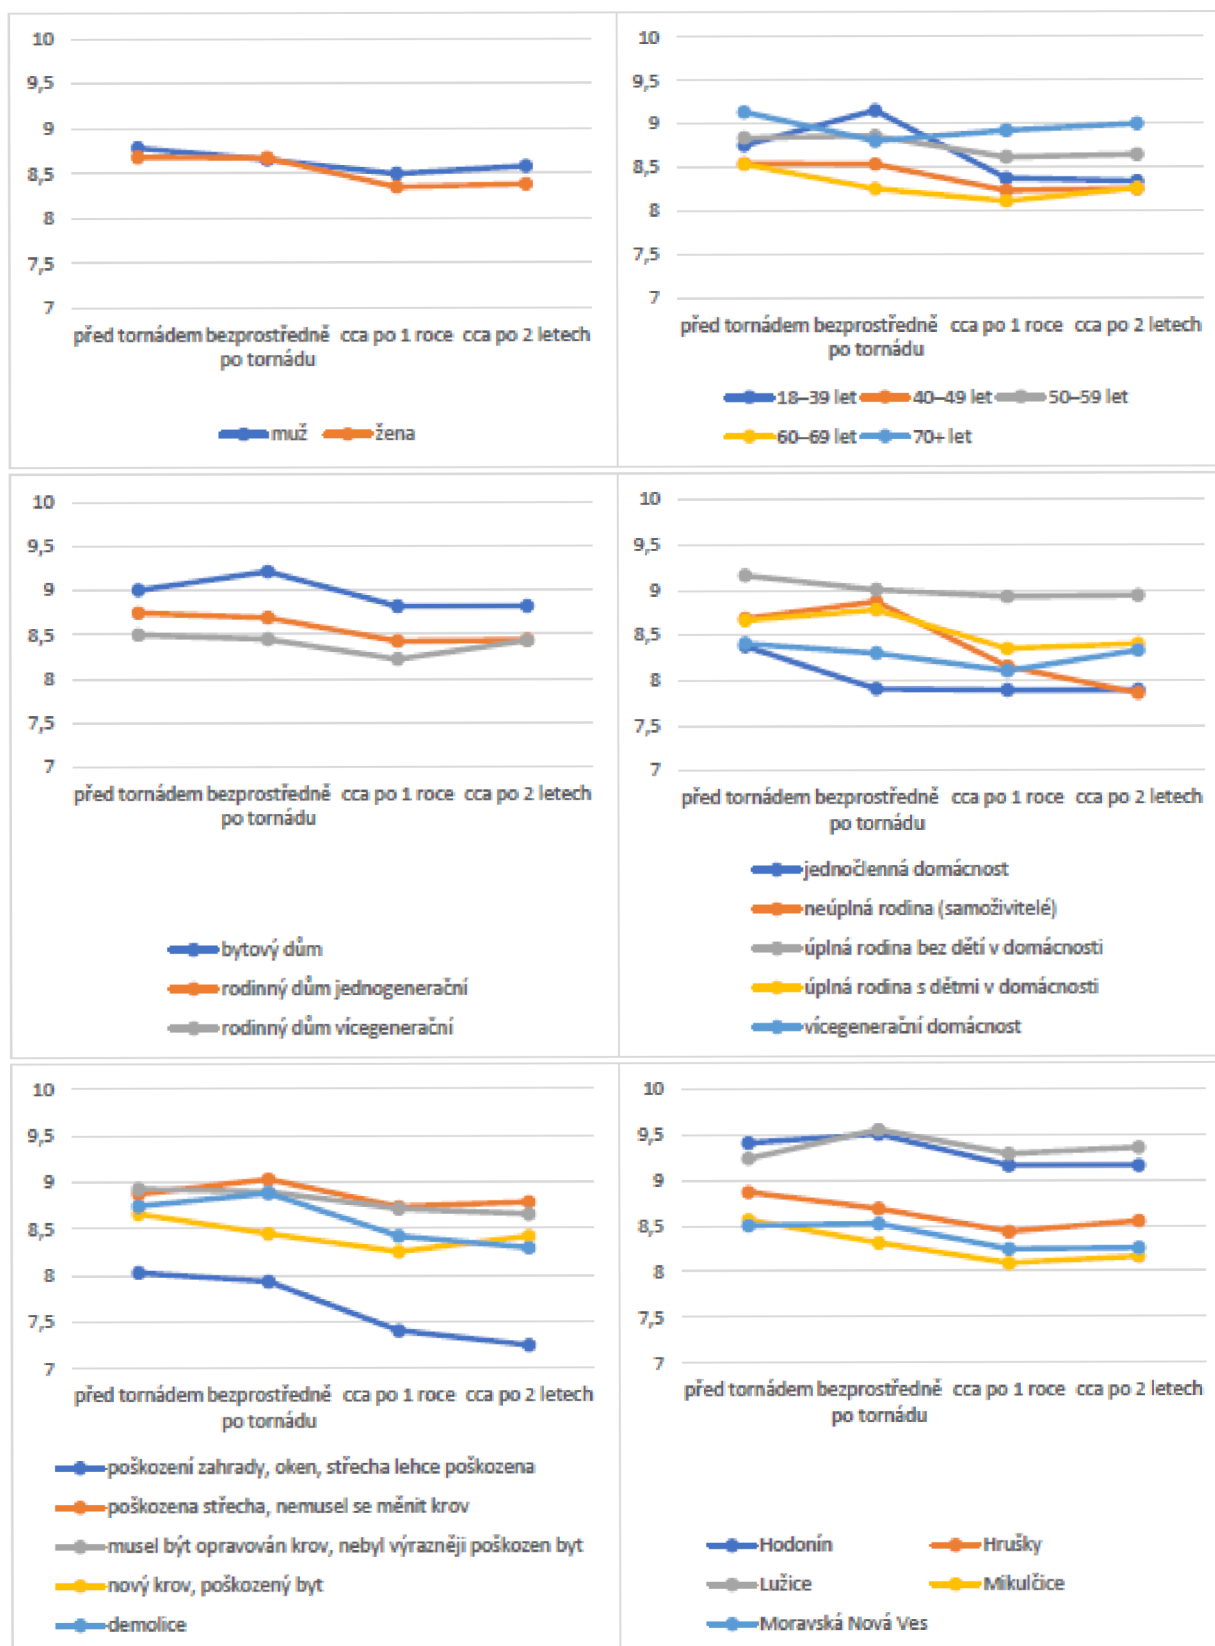 10
9,5
9
8,5
8
7,5
7
před tornádem bezprostředně cca po 1 roce cca po 2 letech
po tornádu
muž žena
10
9,5
9
8,5
8
7,5
7
před tornádem bezprostředně cca po 1 roce cca po 2 letech
po tornádu
18–39 let 40–49 let 50–59 let
60–69 let 70+ let
10
9,5
9
8,5
8
7,5
7
před tornádem bezprostředně cca po 1 roce cca po 2 letech
po tornádu
bytový dům
rodinný dům jednogenerační
rodinný dům vícegenerační
10
9,5
9
8,5
8
7,5
7
před tornádem bezprostředně cca po 1 roce cca po 2 letech
po tornádu
jednočlenná domácnost
neúplná rodina (samoživitelé)
úplná rodina bez dětí v domácnosti
úplná rodina s dětmi v domácnosti
vícegenerační domácnost
10
9,5
9
8,5
8
7,5
7
před tornádem bezprostředně cca po 1 roce cca po 2 letech
po tornádu
poškození zahrady, oken, střecha lehce poškozena
poškozena střecha, nemusel se měnit krov
musel být opravován krov, nebyl výrazněji poškozen byt
nový krov, poškozený byt
demolice
10
9,5
9
8,5
8
7,5
7
před tornádem bezprostředně cca po 1 roce cca po 2 letech
po tornádu
Hodonín Hrušky
Lužice Mikulčice
Moravská Nová Ves